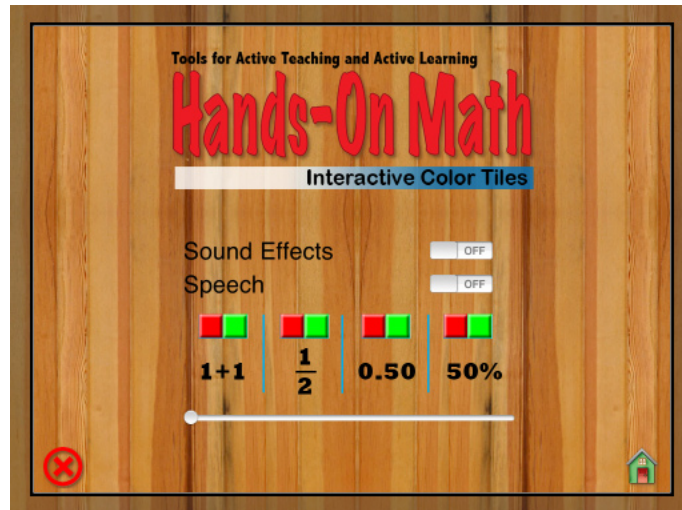 Tools for Active Teaching and Active Learning
Hands-On Math
Interactive Color Tiles
Sound Effects OFF
Speech OFF
1+1 1/2 0.50 50%